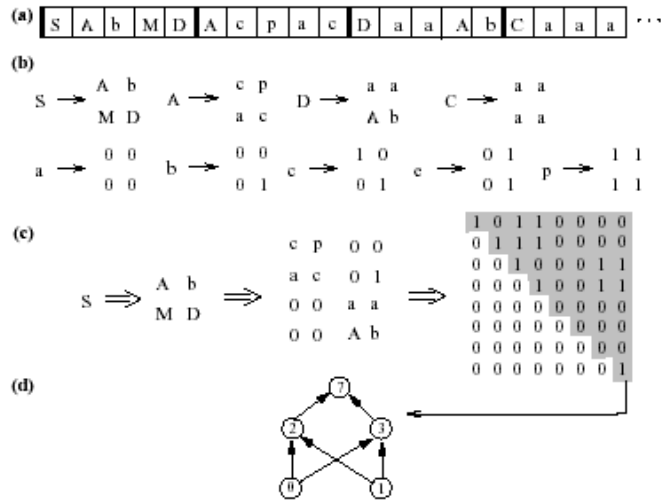 (a) S A b M D A c p a c D a a A b C a a a ...
(b)
A b c p a a a a
S → A → D → C →
M D a c A b a a
0 0 0 0 1 0 0 1 1 1
a → b → c → e → p →
0 0 0 1 0 1 0 1 1 1
(c)
1 0 1 1 0 0 0 0
0 1 1 1 0 0 0 0
0 0 1 0 0 0 1 1
0 0 0 1 0 0 1 1
0 0 0 0 0 0 0 0
0 0 0 0 0 0 0 0
0 0 0 0 0 0 0 0
0 0 0 0 0 0 0 1
c p 0 0
a c 0 1
0 0 a a
0 0 A b
A b
S ⇒ ⇒ ⇒
M D
(d)
7
2 3
0 1